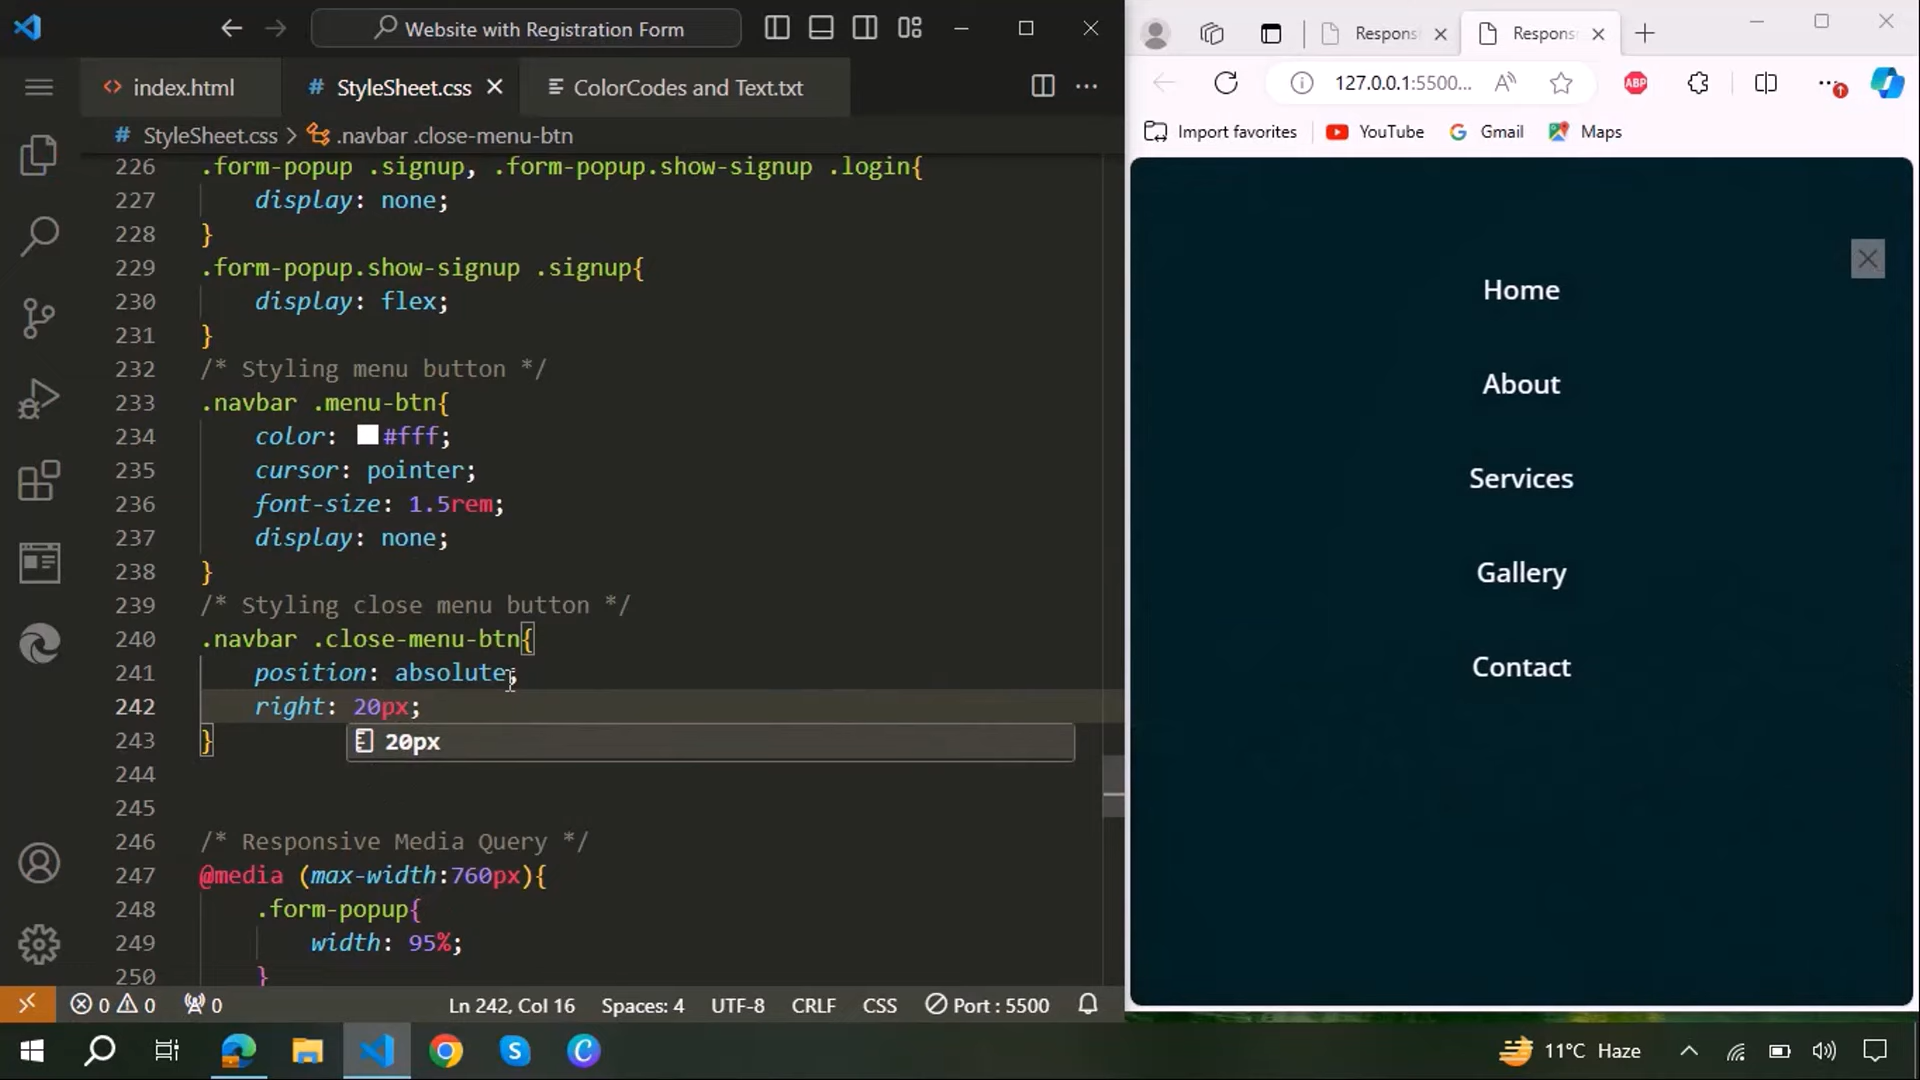 Website with Registration Form
index.html
# StyleSheet.css
ColorCodes and Text.txt
# StyleSheet.css > .navbar .close-menu-btn
226 .form-popup .signup, .form-popup.show-signup .login{
227 display: none;
228 }
229 .form-popup.show-signup .signup{
230 display: flex;
231 }
232 /* Styling menu button */
233 .navbar .menu-btn{
234 color: #fff;
235 cursor: pointer;
236 font-size: 1.5rem;
237 display: none;
238 }
239 /* Styling close menu button */
240 .navbar .close-menu-btn{
241 position: absolute;
242 right: 20px;
20px
243 }
244
245
246 /* Responsive Media Query */
247 @media (max-width:760px){
248 .form-popup{
249 width: 95%;
250 }
0 0 0
Ln 242, Col 16
Spaces: 4
UTF-8
CRLF
CSS
Port : 5500
Respons
Respons
127.0.0.1:5500...
ABP
Import favorites
YouTube
Gmail
Maps
Home
About
Services
Gallery
Contact
11°C Haze